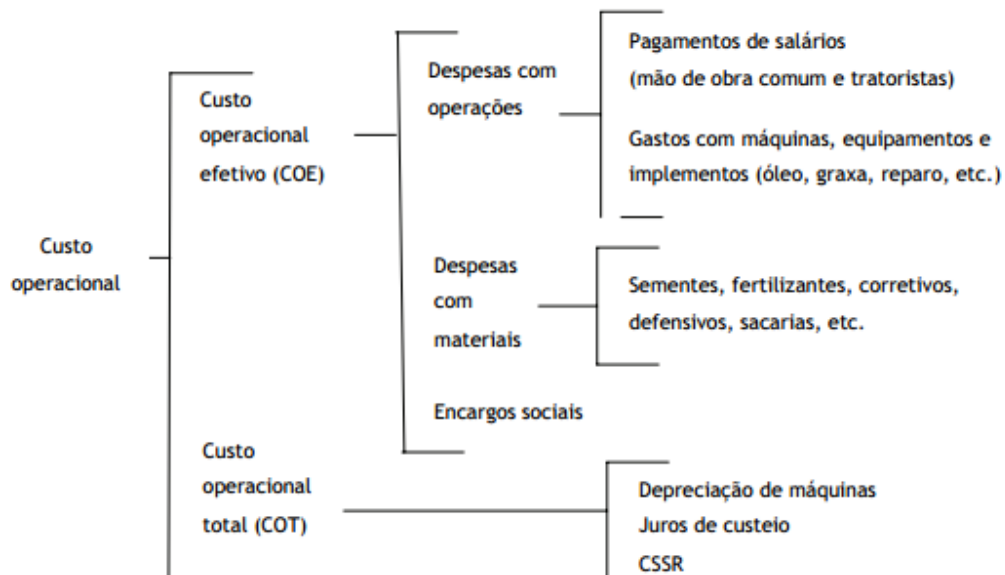 Custo
operacional
Custo
operacional
efetivo (COE)
Despesas com
operações
Pagamentos de salários
(mão de obra comum e tratoristas)
Gastos com máquinas, equipamentos e
implementos (óleo, graxa, reparo, etc.)
Despesas
com
materiais
Sementes, fertilizantes, corretivos,
defensivos, sacarias, etc.
Encargos sociais
Custo
operacional
total (COT)
Depreciação de máquinas
Juros de custeio
CSSR